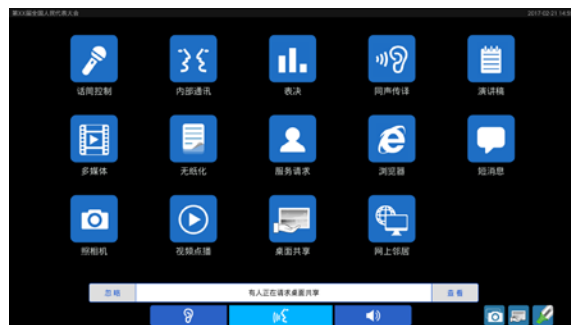 第XX届全国人民代表大会 2017-02-21 14:5
话筒控制 内部通讯 表决 同声传译 演讲稿
多媒体 无纸化 服务请求 浏览器 短消息
照相机 视频点播 桌面共享 网上邻居
忽略 有人正在请求桌面共享 查看